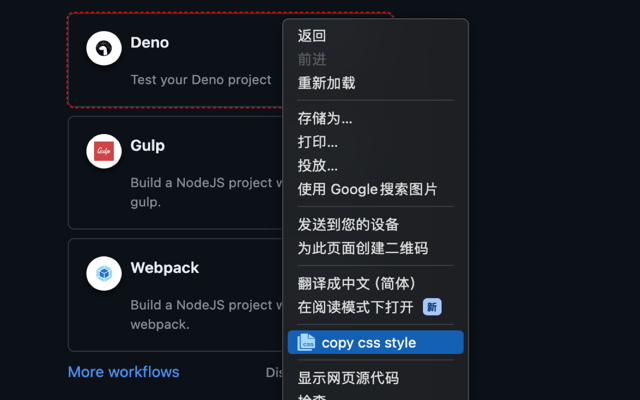 Deno
Test your Deno project
Gulp
Gulp
Build a NodeJS project w
gulp.
Webpack
Build a NodeJS project w
webpack.
More workflows
Dis
返回
前进
重新加载
存储为...
打印...
投放...
使用 Google搜索图片
发送到您的设备
为此页面创建二维码
翻译成中文 (简体)
在阅读模式下打开 新
CSS copy css style
显示网页源代码